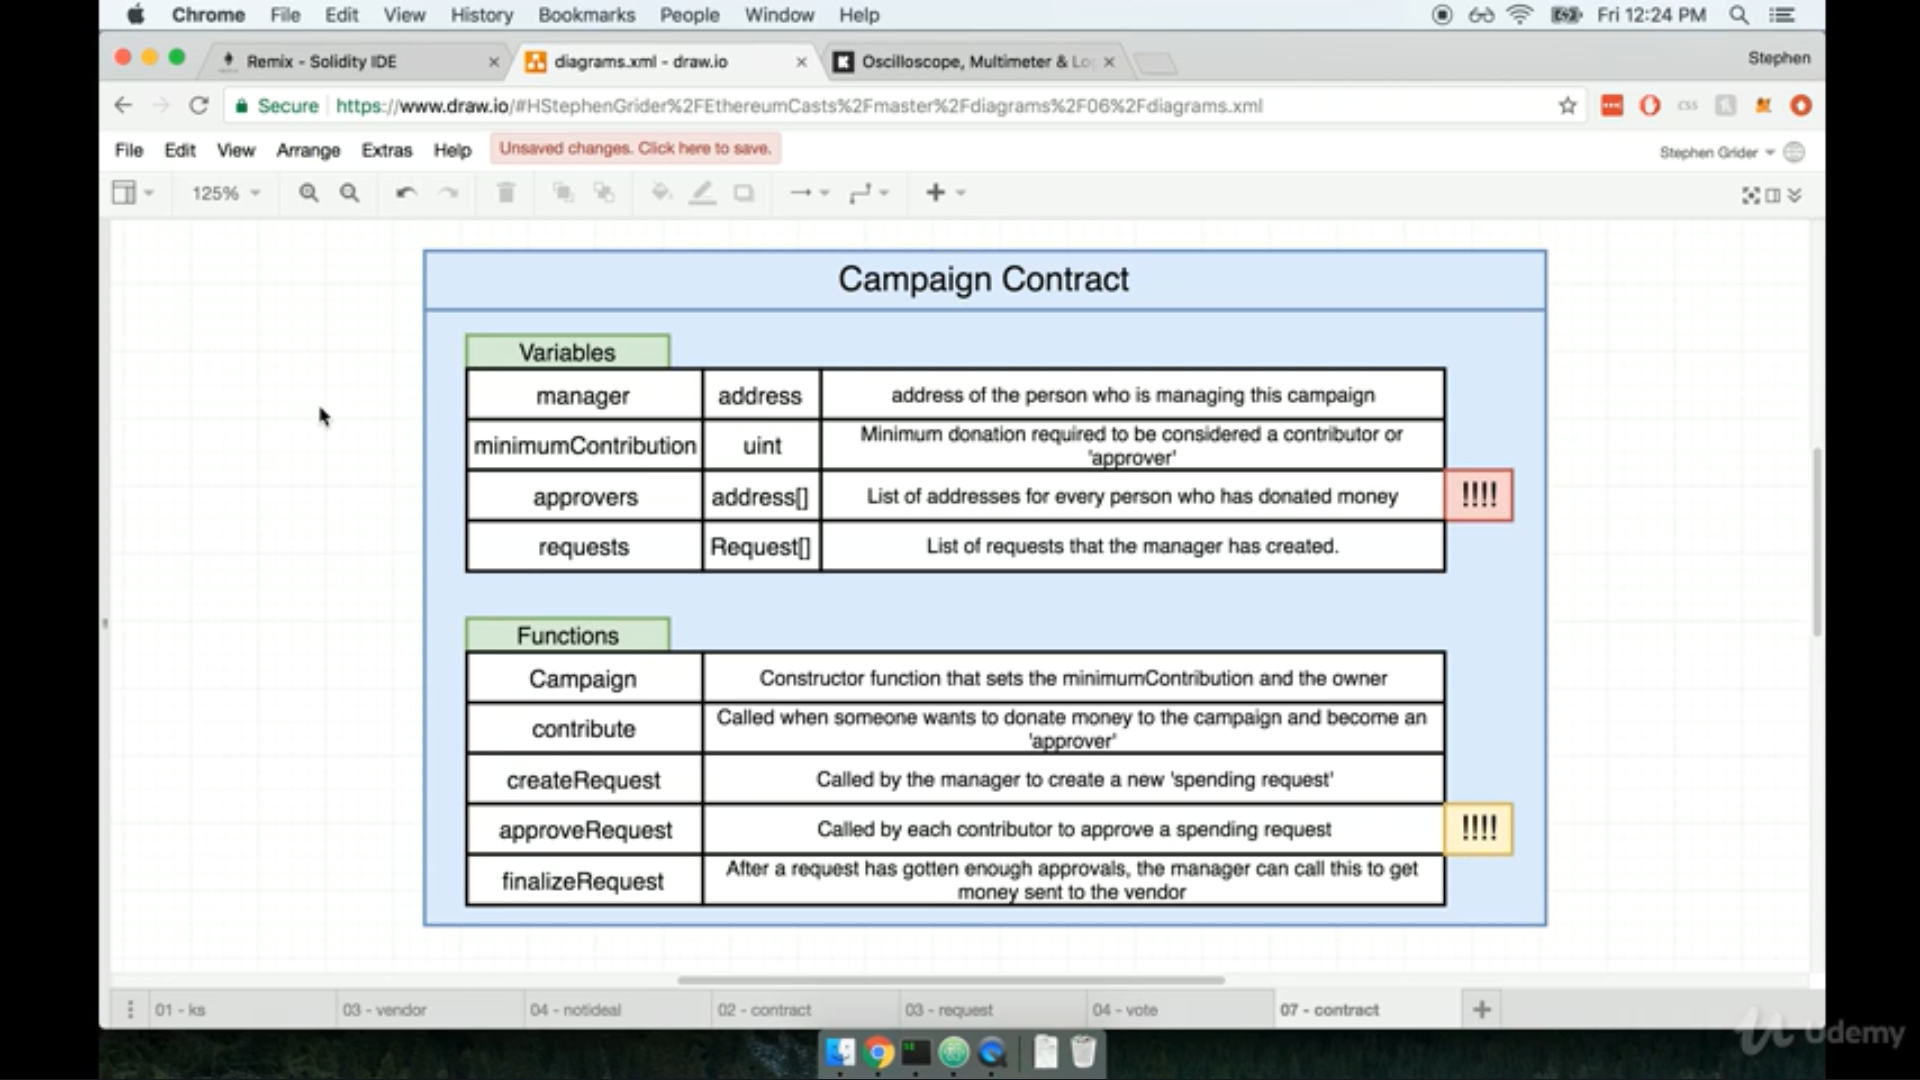 Chrome File Edit View History Bookmarks People Window Help Fri 12:24 PM
Remix - Solidity IDE diagrams.xml - draw.io Oscilloscope, Multimeter & Stephen
Secure https://www.draw.io/#HStephenGrider%2FEthereumCasts%2Fmaster%2Fdiagrams%2F06%2Fdiagrams.xml CSS
File Edit View Arrange Extras Help Unsaved changes. Click here to save. Stephen Grider
125%
Campaign Contract
Variables
manager address address of the person who is managing this campaign
minimumContribution uint Minimum donation required to be considered a contributor or
'approver'
approvers address[] List of addresses for every person who has donated money !!!!
requests Request[] List of requests that the manager has created.
Functions
Campaign Constructor function that sets the minimumContribution and the owner
contribute Called when someone wants to donate money to the campaign and become an
'approver'
createRequest Called by the manager to create a new 'spending request'
approveRequest Called by each contributor to approve a spending request !!!!
finalizeRequest After a request has gotten enough approvals, the manager can call this to get
money sent to the vendor
01 - ks 03 - vendor 04 - notideal 02 - contract 03 - request 04 - vote 07 - contract
Udemy